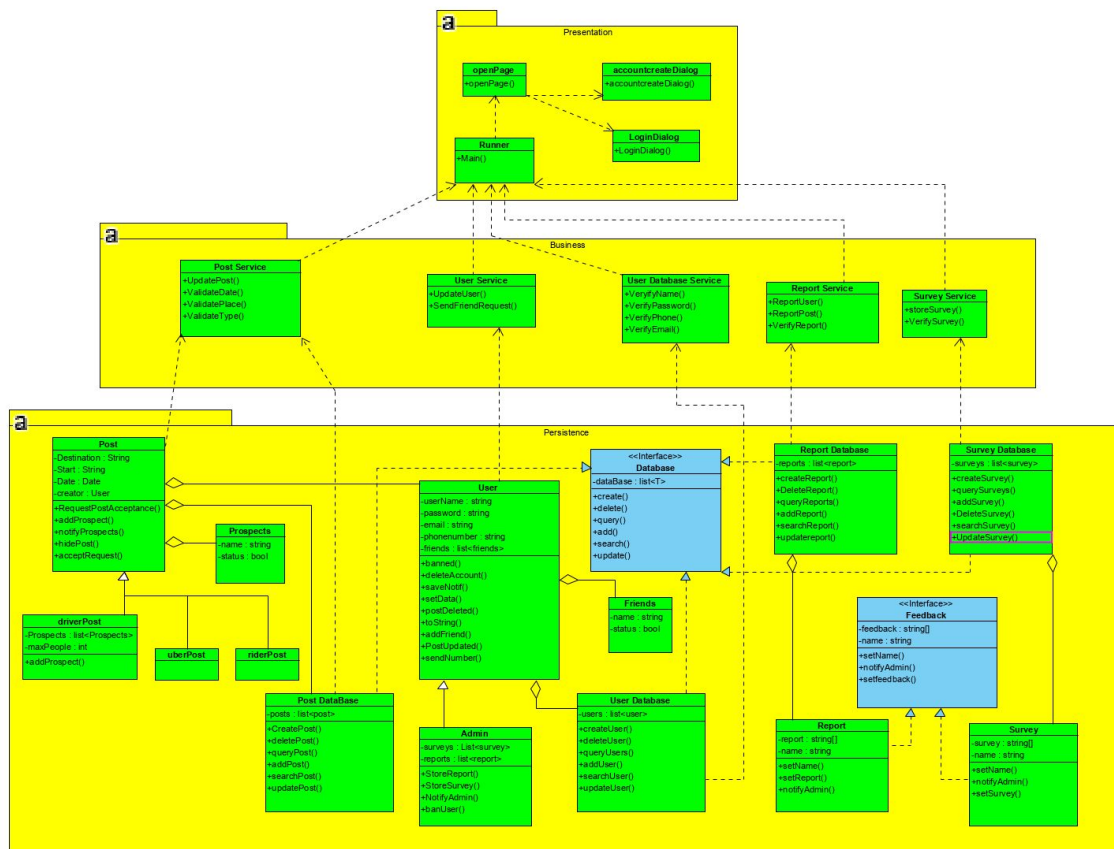 a
Presentation
openPage
+openPage()
accountcreateDialog
+accountcreateDialog()
Runner
+Main()
LoginDialog
+LoginDialog()
a
Business
Post Service
+UpdatePost()
+ValidateDate()
+ValidatePlace()
+ValidateType()
User Service
+UpdateUser()
+SendFriendRequest()
User Database Service
+VeryifyName()
+VerifyPassword()
+VerifyPhone()
+VerifyEmail()
Report Service
+ReportUser()
+ReportPost()
+VerifyReport()
Survey Service
+storeSurvey()
+VerifySurvey()
a
Persistence
Post
-Destination : String
-Start : String
-Date : Date
-creator : User
+RequestPostAcceptance()
+addProspect()
+notifyProspects()
+hidePost()
+acceptRequest()
Prospects
-name : string
-status : bool
User
-userName : string
-password : string
-email : string
-phonenumber : string
-friends : list<friends>
+banned()
+deleteAccount()
+saveNotif()
+setData()
+postDeleted()
+toString()
+addFriend()
+PostUpdated()
+sendNumber()
<<Interface>>
Database
-dataBase : list<T>
+create()
+delete()
+query()
+add()
+search()
+update()
Report Database
-reports : list<report>
+createReport()
+DeleteReport()
+queryReports()
+addReport()
+searchReport()
+updatereport()
Survey Database
-surveys : list<survey>
+createSurvey()
+querySurveys()
+addSurvey()
+DeleteSurvey()
+searchSurvey()
+UpdateSurvey()
Friends
-name : string
-status : bool
<<Interface>>
Feedback
-feedback : string[]
-name : string
+setName()
+notifyAdmin()
+setfeedback()
driverPost
-Prospects : list<Prospects>
-maxPeople : int
+addProspect()
uberPost
riderPost
Post DataBase
-posts : list<post>
+CreatePost()
+deletePost()
+queryPost()
+addPost()
+searchPost()
+updatePost()
Admin
-surveys : List<survey>
-reports : list<report>
+StoreReport()
+StoreSurvey()
+NotifyAdmin()
+banUser()
User Database
-users : list<user>
+createUser()
+deleteUser()
+queryUsers()
+addUser()
+searchUser()
+updateUser()
Report
-report : string[]
-name : string
+setName()
+setReport()
+notifyAdmin()
Survey
-survey : string[]
-name : string
+setName()
+notifyAdmin()
+setSurvey()